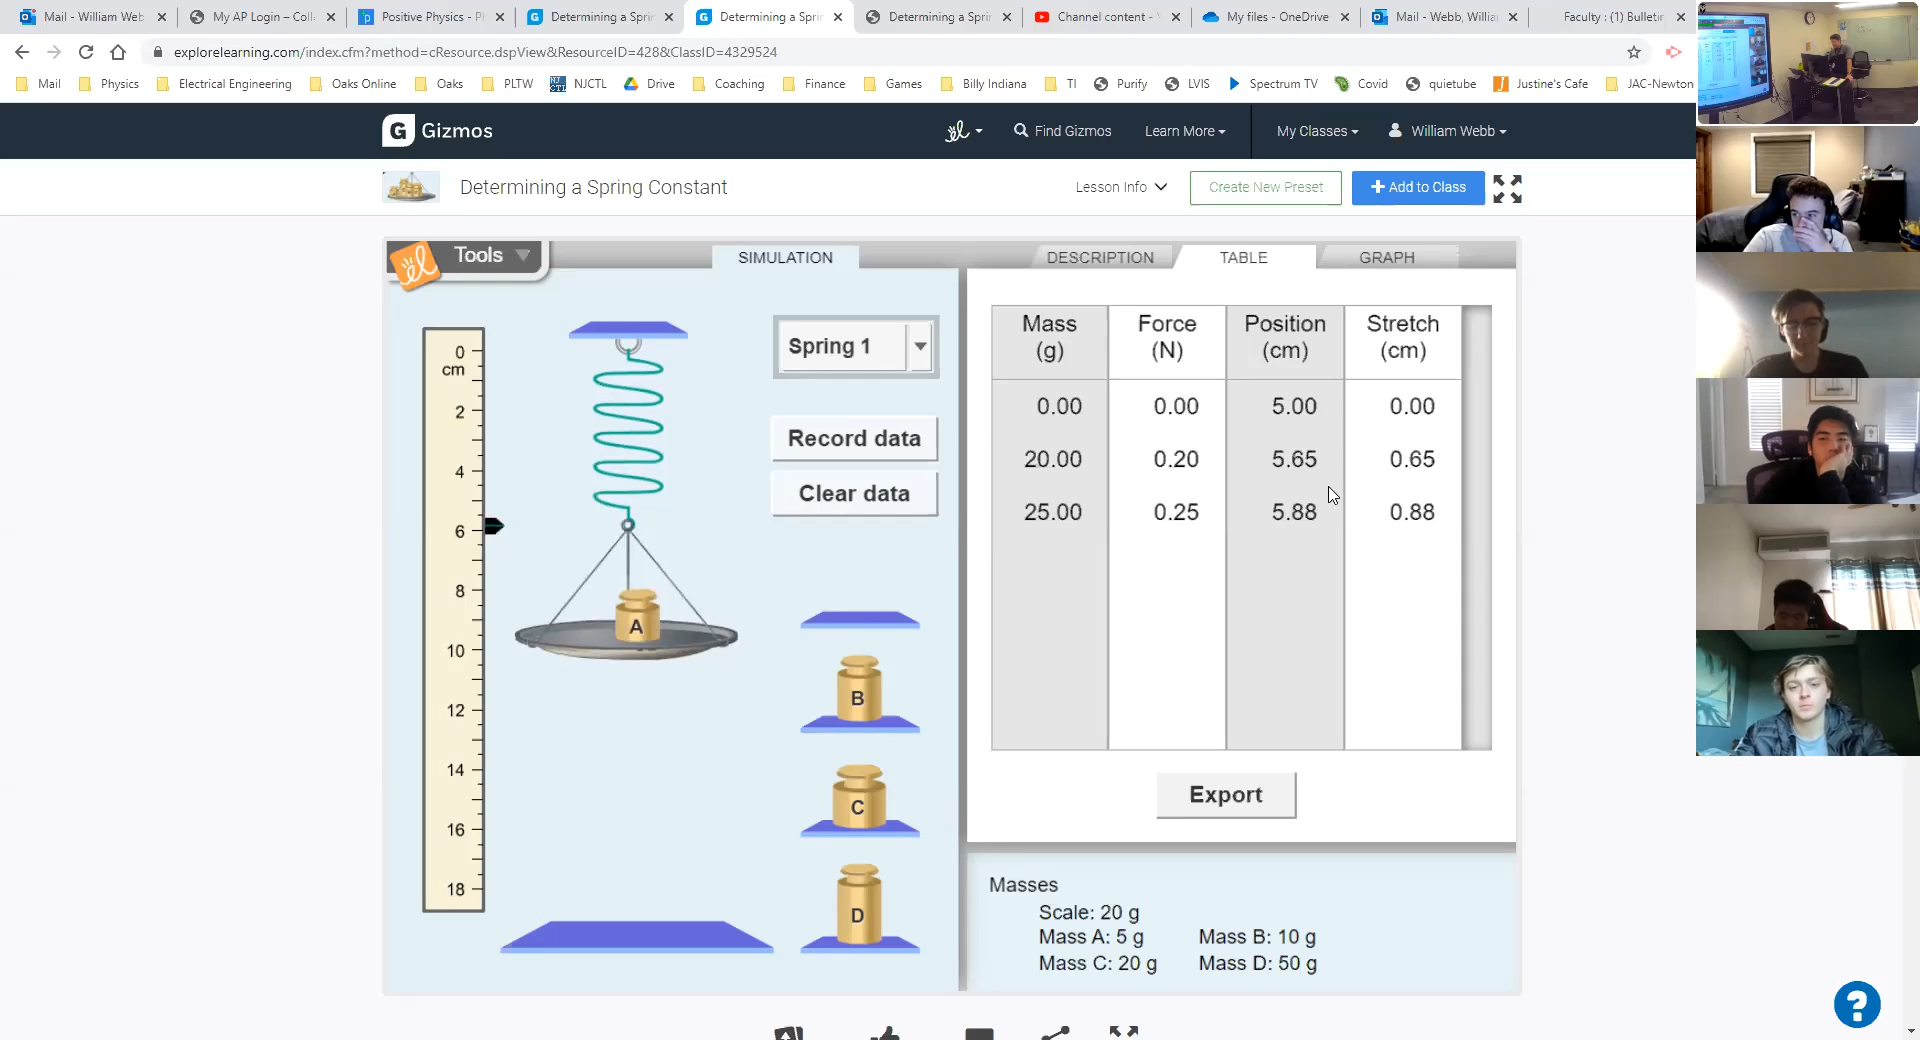 Mail - William Web
My AP Login – Coll
Positive Physics - P
Determining a Sprin
Determining a Sprin
Determining a Sprin
Channel content -
My files - OneDrive
Mail - Webb, Willia
Faculty : (1) Bulletin
explorelearning.com/index.cfm?method=cResource.dspView&ResourceID=428&ClassID=4329524
Mail
Physics
Electrical Engineering
Oaks Online
Oaks
PLTW
NJCTL
Drive
Coaching
Finance
Games
Billy Indiana
TI
Purify
LVIS
Spectrum TV
Covid
quietube
Justine's Cafe
JAC-Newton
G Gizmos
Find Gizmos
Learn More
My Classes
William Webb
Determining a Spring Constant
Lesson Info
Create New Preset
+ Add to Class
Tools
SIMULATION
DESCRIPTION
TABLE
GRAPH
0
cm
2
4
6
8
10
12
14
16
18
Spring 1
Record data
Clear data
A
B
C
D
Mass (g) Force (N) Position (cm) Stretch (cm)
0.00 0.00 5.00 0.00
20.00 0.20 5.65 0.65
25.00 0.25 5.88 0.88
Export
Masses
Scale: 20 g
Mass A: 5 g Mass B: 10 g
Mass C: 20 g Mass D: 50 g
?